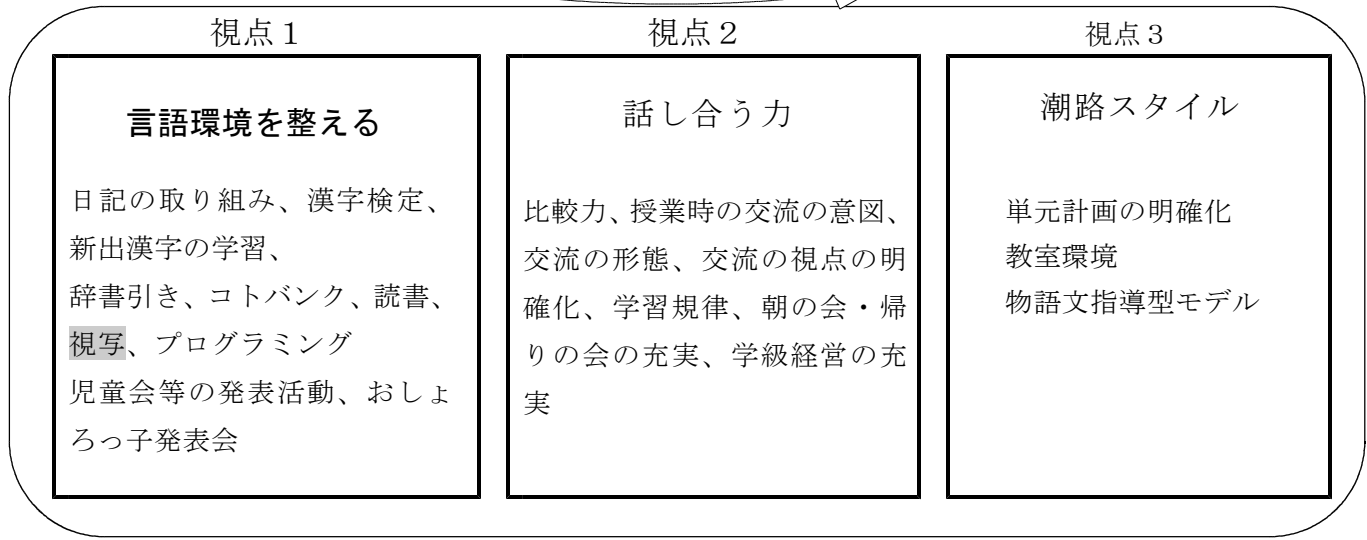 視点１
言語環境を整える
日記の取り組み、漢字検定、
新出漢字の学習、
辞書引き、コトバンク、読書、
視写、プログラミング
児童会等の発表活動、おしょ
ろっ子発表会
視点２
話し合う力
比較力、授業時の交流の意図、
交流の形態、交流の視点の明
確化、学習規律、朝の会・帰
りの会の充実、学級経営の充
実
視点３
潮路スタイル
単元計画の明確化
教室環境
物語文指導型モデル